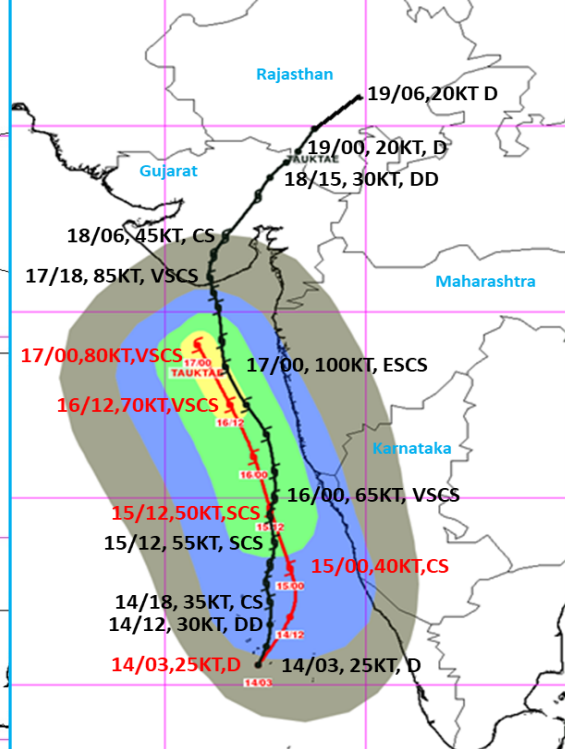 Rajasthan
19/06,20KT D
19/00, 20KT, D
TAUKTAE
Gujarat
18/15, 30KT, DD
18/06, 45KT, CS
17/18, 85KT, VSCS
Maharashtra
17/00,80KT,VSCS
17/00
TAUKTAE
17/00, 100KT, ESCS
16/12,70KT,VSCS
16/12
Karnataka
16/00
16/00, 65KT, VSCS
15/12,50KT,SCS
15/12
15/12, 55KT, SCS
15/00,40KT,CS
15/00
14/18, 35KT, CS
14/12, 30KT, DD
14/12
14/03,25KT,D
14/03, 25KT, D
14/03